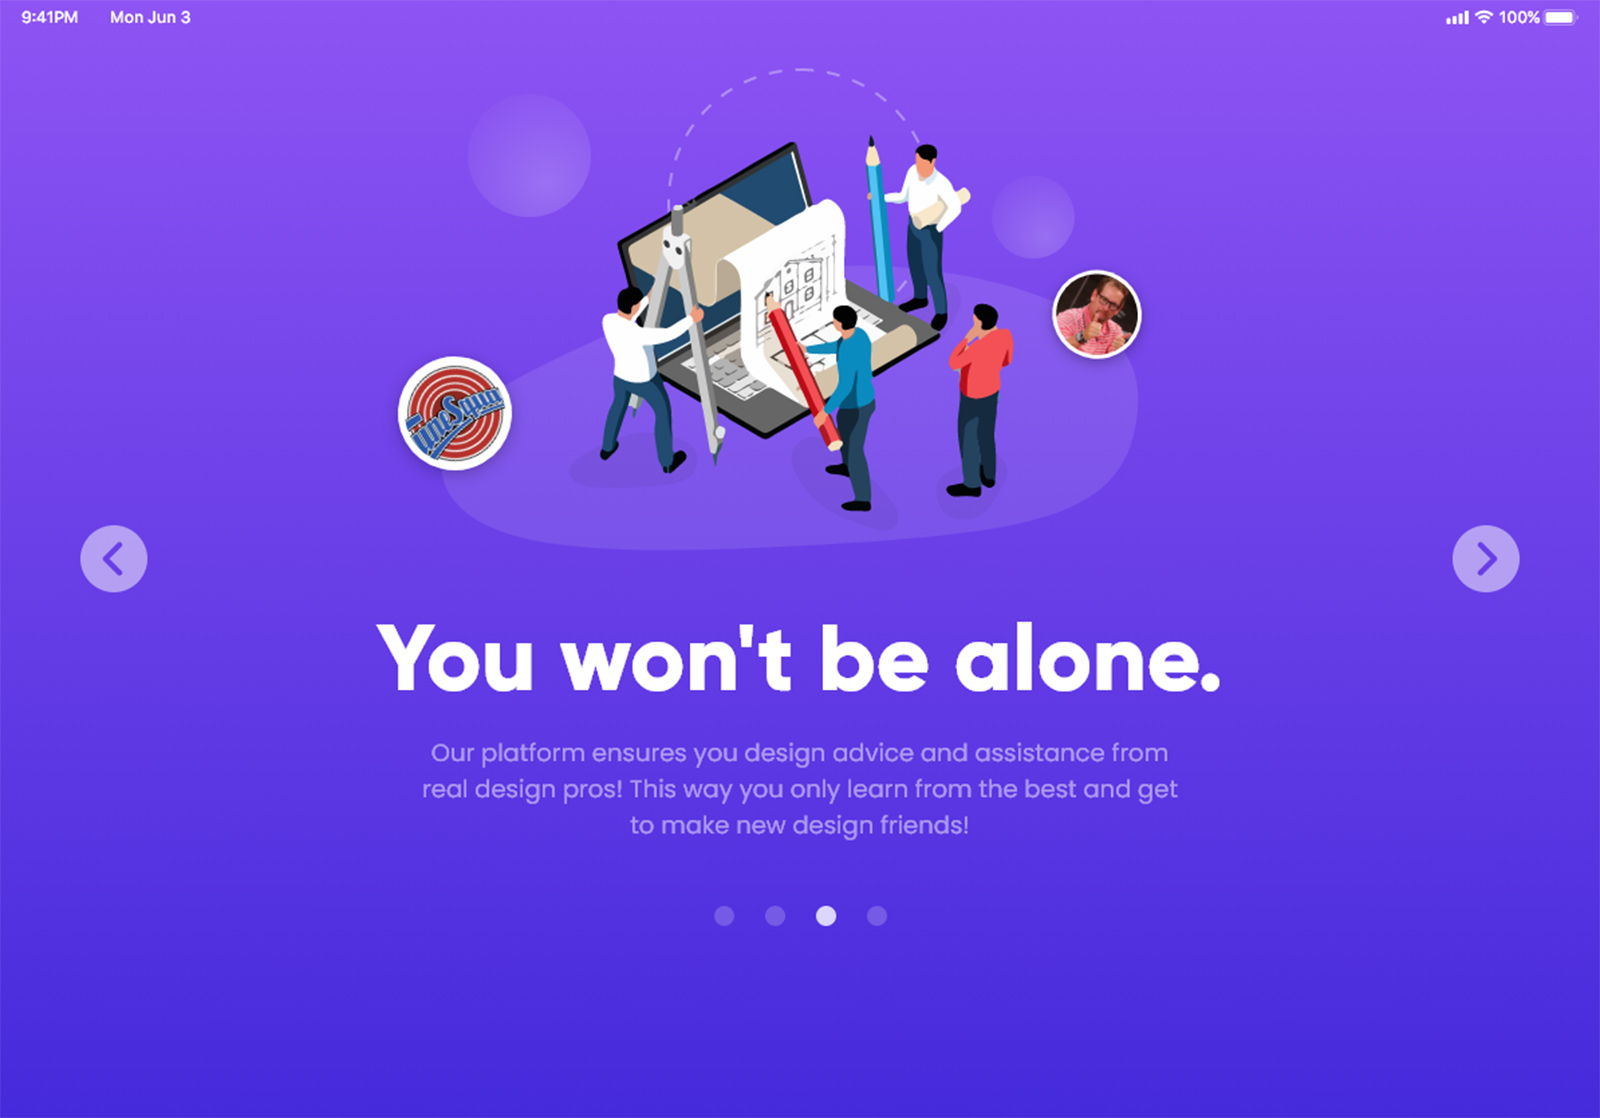 9:41PM Mon Jun 3 100%
You won't be alone.
Our platform ensures you design advice and assistance from
real design pros! This way you only learn from the best and get
to make new design friends!